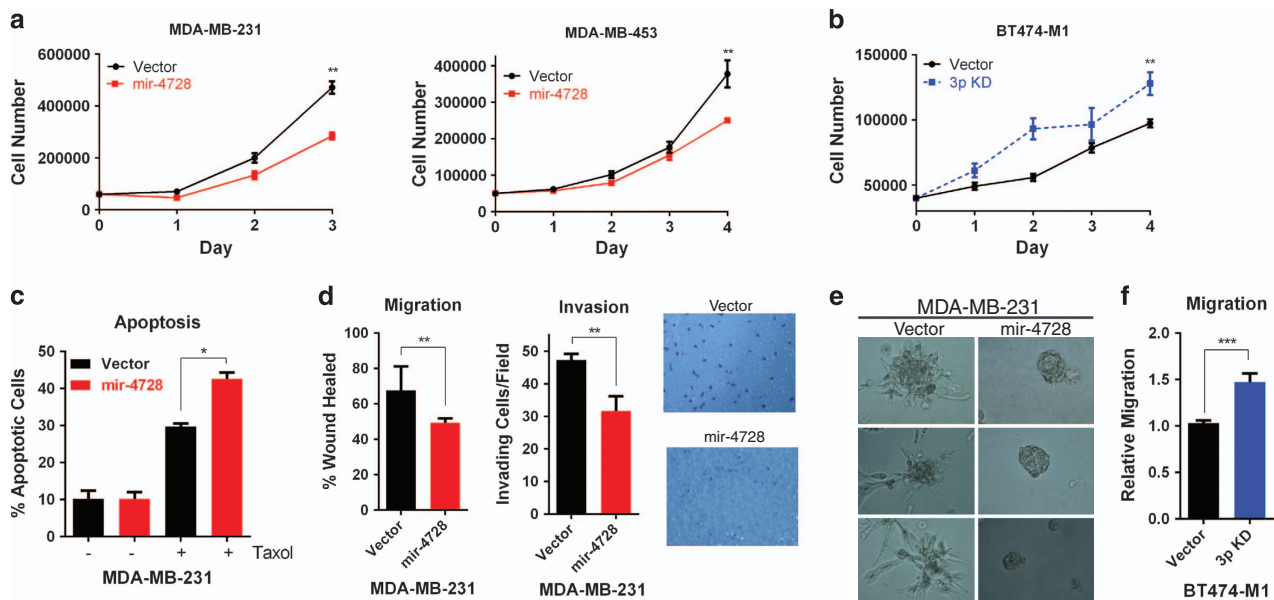 a
MDA-MB-231
Cell Number
600000
400000
200000
0
Vector
mir-4728
**
0 1 2 3
Day
MDA-MB-453
Cell Number
400000
300000
200000
100000
0
Vector
mir-4728
**
0 1 2 3 4
Day
b
BT474-M1
Cell Number
150000
100000
50000
Vector
3p KD
**
0 1 2 3 4
Day
c
Apoptosis
% Apoptotic Cells
50
40
30
20
10
0
Vector
mir-4728
*
- - + + Taxol
MDA-MB-231
d
Migration
% Wound Healed
100
80
60
40
20
0
**
Vector
mir-4728
MDA-MB-231
Invasion
Invading Cells/Field
50
40
30
20
10
0
**
Vector
mir-4728
MDA-MB-231
Vector
mir-4728
e
MDA-MB-231
Vector mir-4728
f
Migration
Relative Migration
2.0
1.5
1.0
0.5
0.0
***
Vector
3p KD
BT474-M1